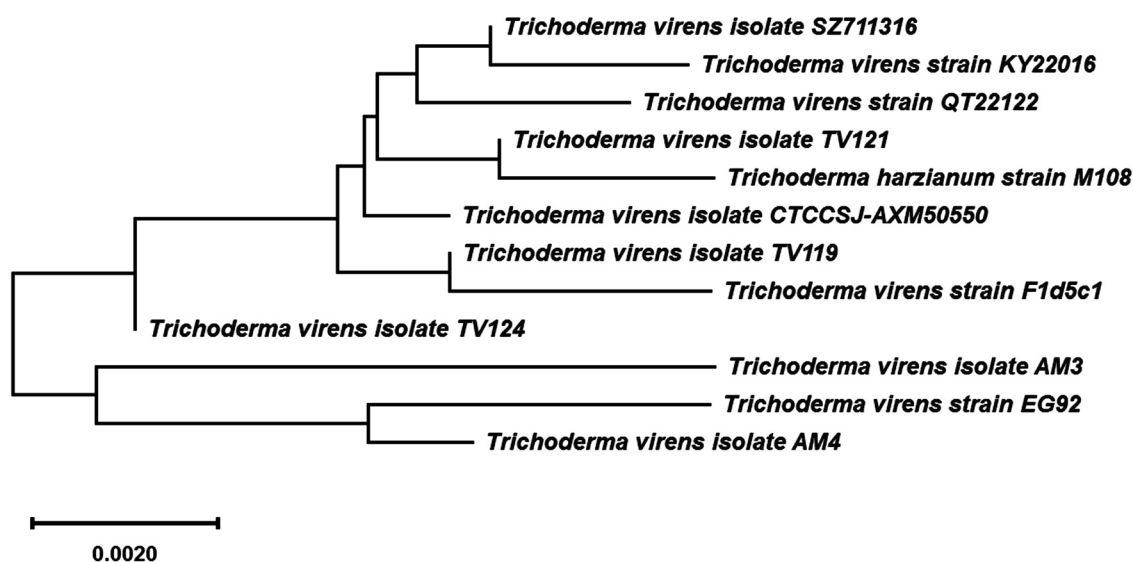 Trichoderma virens isolate SZ711316
Trichoderma virens strain KY22016
Trichoderma virens strain QT22122
Trichoderma virens isolate TV121
Trichoderma harzianum strain M108
Trichoderma virens isolate CTCCSJ-AXM50550
Trichoderma virens isolate TV119
Trichoderma virens strain F1d5c1
Trichoderma virens isolate TV124
Trichoderma virens isolate AM3
Trichoderma virens strain EG92
Trichoderma virens isolate AM4
0.0020